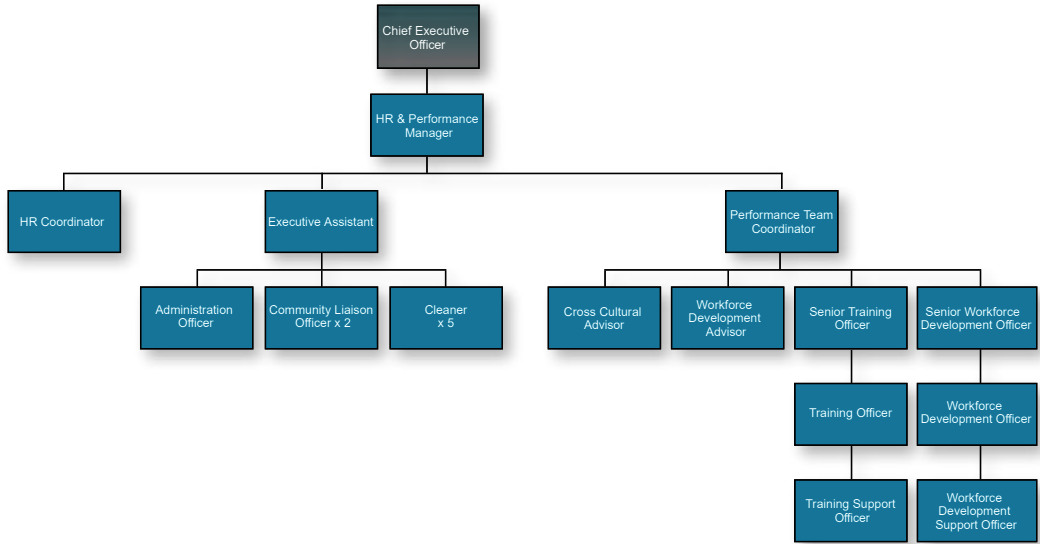 Chief Executive
Officer
HR & Performance
Manager
HR Coordinator
Executive Assistant
Performance Team
Coordinator
Administration
Officer
Community Liaison
Officer x 2
Cleaner
x 5
Cross Cultural
Advisor
Workforce
Development
Advisor
Senior Training
Officer
Senior Workforce
Development Officer
Training Officer
Workforce
Development Officer
Training Support
Officer
Workforce
Development
Support Officer